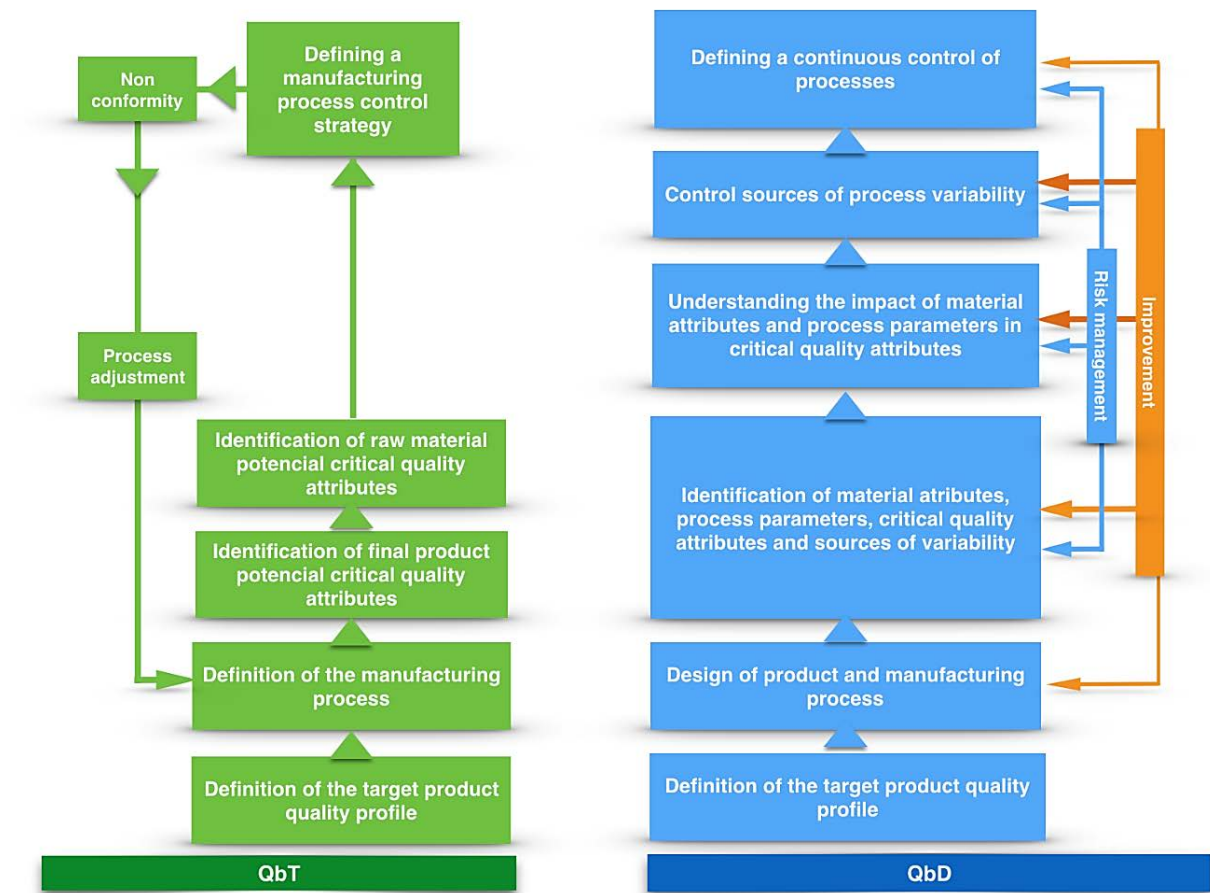 Non
conformity
Defining a
manufacturing
process control
strategy
Process
adjustment
Identification of raw material
potencial critical quality
attributes
Identification of final product
potencial critical quality
attributes
Definition of the manufacturing
process
Definition of the target product
quality profile
QbT
Defining a continuous control of
processes
Control sources of process variability
Understanding the impact of material
attributes and process parameters in
critical quality attributes
Identification of material atributes,
process parameters, critical quality
attributes and sources of variability
Design of product and manufacturing
process
Definition of the target product quality
profile
Risk management
Improvement
QbD